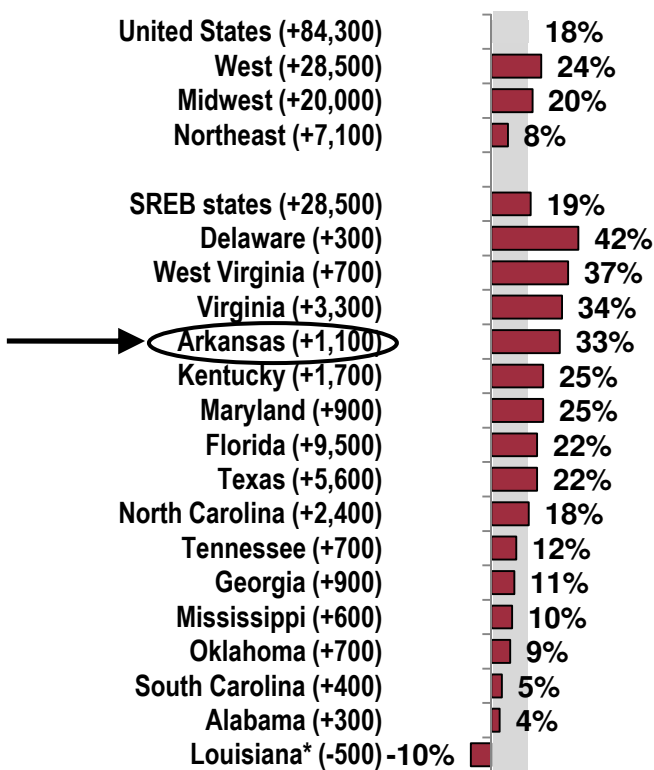 United States (+84,300) 18%
West (+28,500) 24%
Midwest (+20,000) 20%
Northeast (+7,100) 8%
SREB states (+28,500) 19%
Delaware (+300) 42%
West Virginia (+700) 37%
Virginia (+3,300) 34%
Arkansas (+1,100) 33%
Kentucky (+1,700) 25%
Maryland (+900) 25%
Florida (+9,500) 22%
Texas (+5,600) 22%
North Carolina (+2,400) 18%
Tennessee (+700) 12%
Georgia (+900) 11%
Mississippi (+600) 10%
Oklahoma (+700) 9%
South Carolina (+400) 5%
Alabama (+300) 4%
Louisiana* (-500) -10%